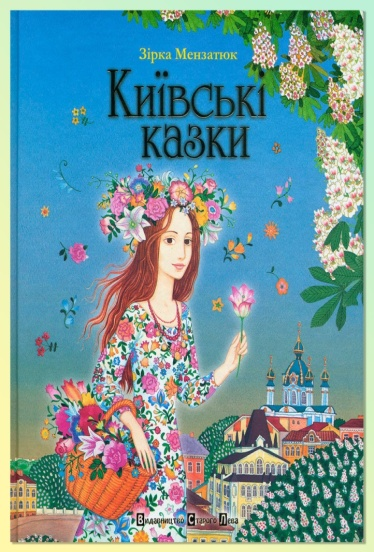 Зірка Мензатюк
Київські
казки
Видавництво Старого Лева